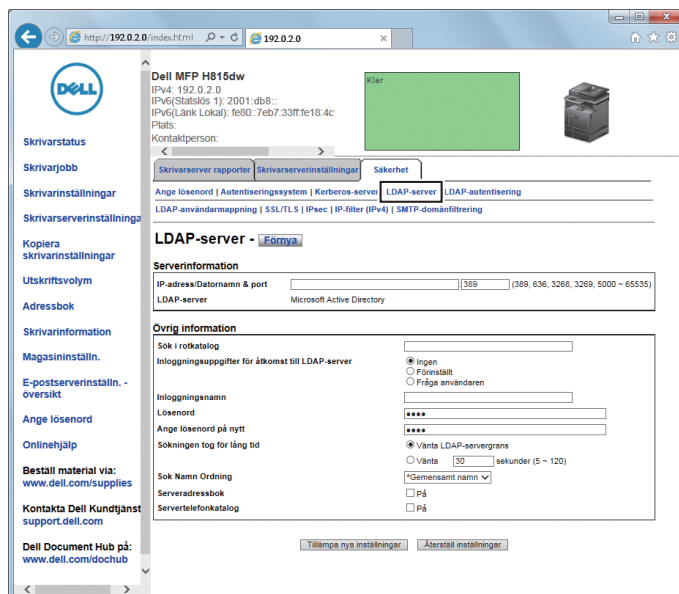 http://192.0.2.0/index.html
192.0.2.0
DELL
Dell MFP H815dw
IPv4: 192.0.2.0
IPv6(Statslös 1): 2001:db8::
IPv6(Länk Lokal): fe80::7eb7:33ff:fe18:4c
Plats:
Kontaktperson:
Klar
Skrivarstatus
Skrivarjobb
Skrivarinställningar
Skrivarserverinställninga
Kopiera
skrivarinställningar
Utskriftsvolym
Adressbok
Skrivarinformation
Magasininställn.
E-postserverinställn. -
översikt
Ange lösenord
Onlinehjälp
Beställ material via:
www.dell.com/supplies
Kontakta Dell Kundtjänst
support.dell.com
Dell Document Hub på:
www.dell.com/dochub
Skrivarserver rapporter Skrivarserverinställningar Säkerhet
Ange lösenord | Autentiseringssystem | Kerberos-server LDAP-server LDAP-autentisering
LDAP-användarmappning | SSL/TLS | IPsec | IP-filter (IPv4) | SMTP-domänfiltrering
LDAP-server - Förnya
Serverinformation
IP-adress/Datornamn & port :389 (389, 636, 3268, 3269, 5000 ~ 65535)
LDAP-server Microsoft Active Directory
Övrig information
Sök i rotkatalog
Inloggningsuppgifter för åtkomst till LDAP-server Ingen
Förinställt
Fråga användaren
Inloggningsnamn
Lösenord ••••
Ange lösenord på nytt ••••
Sökningen tog för lång tid Vänta LDAP-servergrans
Vänta 30 sekunder (5 ~ 120)
Sok Namn Ordning *Gemensamt namn
Serveradressbok På
Servertelefonkatalog På
Tillämpa nya inställningar Återställ inställningar